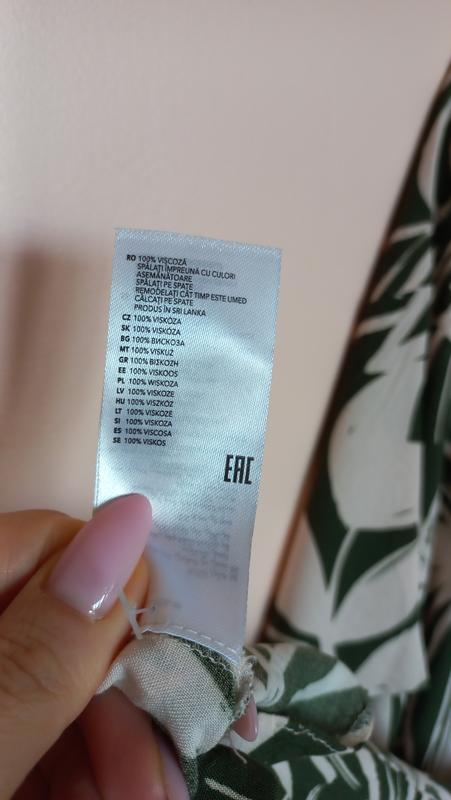 RO 100% VISCOZĂ
SPĂLAȚI ÎMPREUNĂ CU CULORI
ASEMĂNĂTOARE
SPĂLAȚI PE SPATE
REMODELAȚI CÂT TIMP ESTE UMED
CĂLCAȚI PE SPATE
PRODUS ÎN SRI LANKA
CZ 100% VISKÓZA
SK 100% VISKÓZA
BG 100% ВИСКОЗА
MT 100% VISKUŻ
GR 100% ΒΙΣΚΟΖΗ
EE 100% VISKOOS
PL 100% WISKOZA
LV 100% VISKOZE
HU 100% VISZKÓZ
LT 100% VISKOZĖ
SI 100% VISKOZA
ES 100% VISCOSA
SE 100% VISKOS
EAC